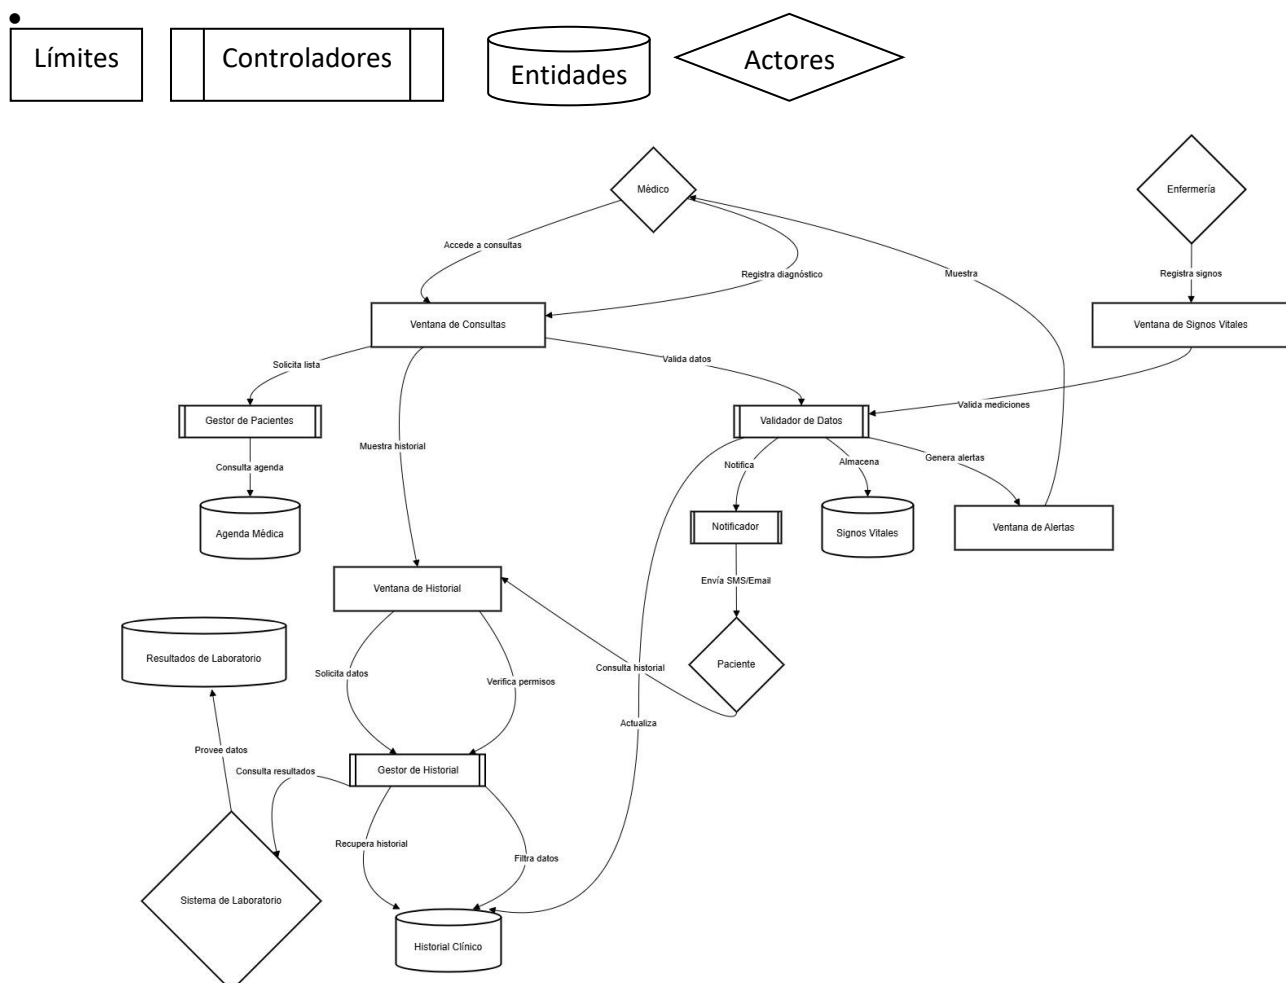 Límites
Controladores
Entidades
Actores
Médico
Enfermería
Accede a consultas
Registra diagnóstico
Muestra
Registra signos
Ventana de Consultas
Ventana de Signos Vitales
Solicita lista
Valida datos
Valida mediciones
Gestor de Pacientes
Validador de Datos
Muestra historial
Consulta agenda
Notifica
Almacena
Genera alertas
Agenda Médica
Notificador
Signos Vitales
Ventana de Alertas
Envía SMS/Email
Ventana de Historial
Resultados de Laboratorio
Solicita datos
Verifica permisos
Consulta historial
Paciente
Actualiza
Provee datos
Consulta resultados
Gestor de Historial
Recupera historial
Filtra datos
Sistema de Laboratorio
Historial Clínico